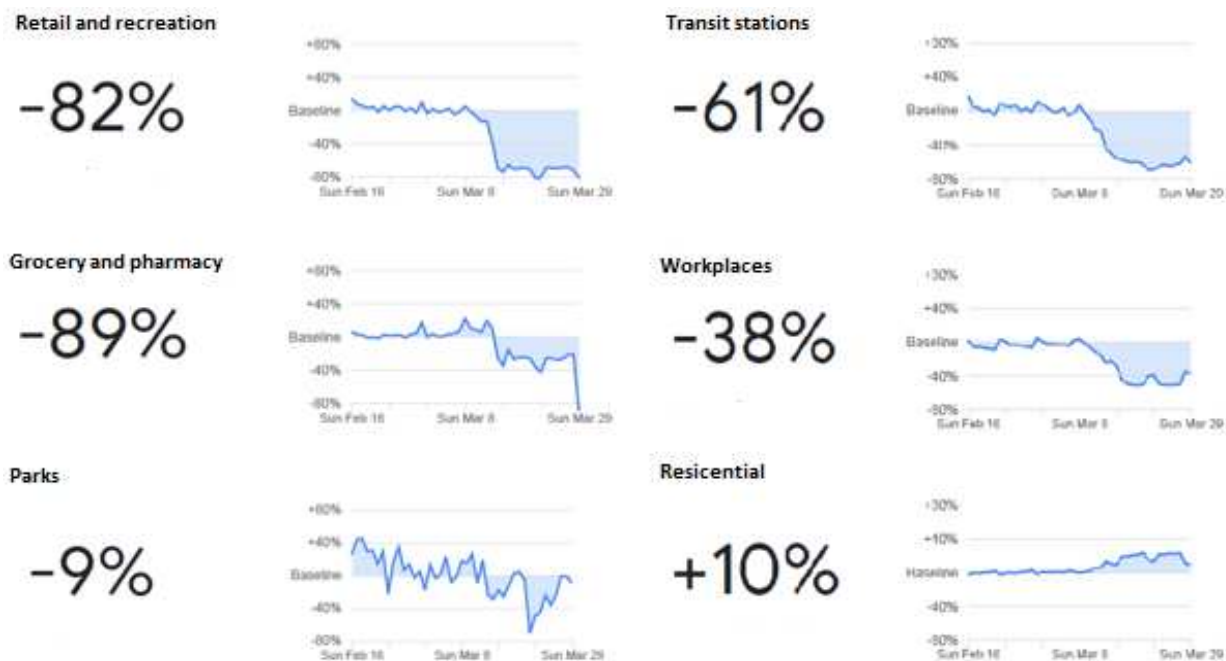 Retail and recreation
-82%
+80%
+40%
Baseline
-40%
-80%
Sun Feb 16
Sun Mar 8
Sun Mar 29
Transit stations
-61%
+40%
Baseline
-40%
-80%
Sun Feb 16
Sun Mar 8
Grocery and pharmacy
-89%
+80%
+40%
Baseline
-40%
-80%
Sun Feb 16
Sun Mar 8
Sun Mar 29
Workplaces
-38%
+40%
Baseline
-40%
-80%
Sun Feb 16
Sun Mar 8
Sun Mar 29
Parks
-9%
+80%
+40%
Baseline
-40%
-80%
Sun Feb 16
Sun Mar 8
Sun Mar 29
Resicential
+10%
Baseline
-40%
-80%
Sun Feb 16
Sun Mar 8
Sun Mar 29